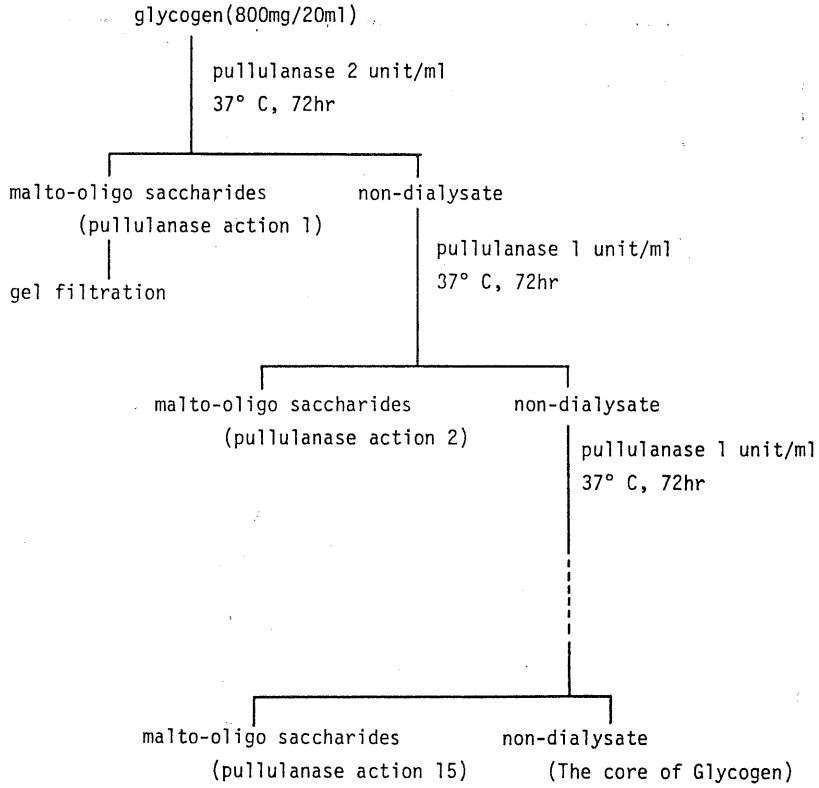 glycogen(800mg/20ml)
pullulanase 2 unit/ml
37° C, 72hr
malto-oligo saccharides
(pullulanase action 1)
non-dialysate
gel filtration
pullulanase 1 unit/ml
37° C, 72hr
malto-oligo saccharides
(pullulanase action 2)
non-dialysate
pullulanase 1 unit/ml
37° C, 72hr
malto-oligo saccharides
(pullulanase action 15)
non-dialysate
(The core of Glycogen)